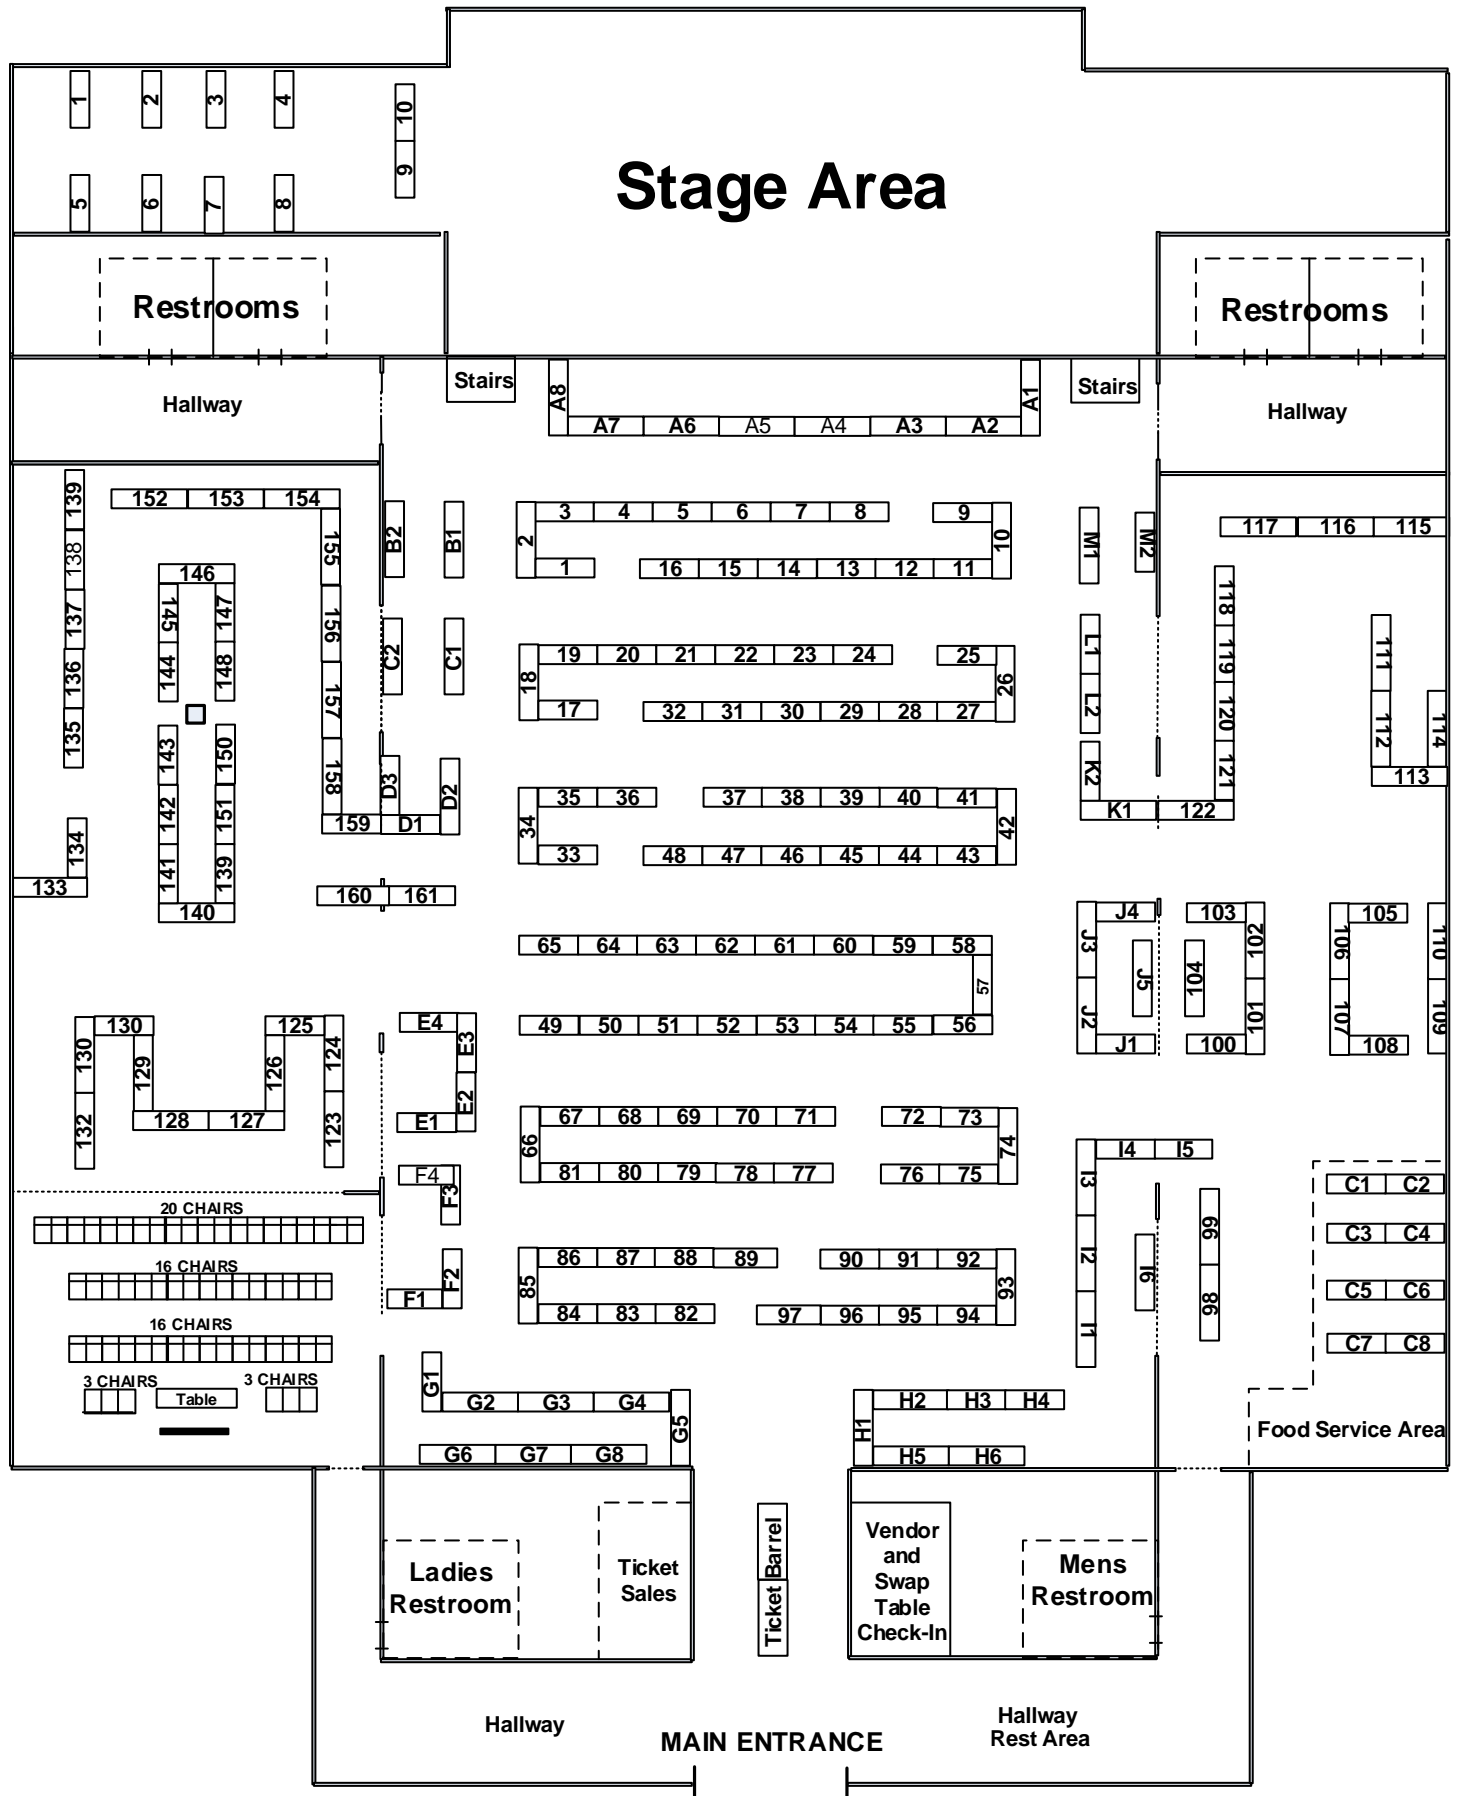 1 2 3 4 10
9
5 6 7 8
Stage Area
Restrooms
Restrooms
Hallway
Stairs
A8
A7 A6 A5 A4 A3 A2
A1
Stairs
Hallway
139
138
137
136
135
134
133
152 153 154
155
156
157
158
159
146
145
144
147
148
143
142
141
150
151
139
140
160 161
B2
B1
C2
C1
D3
D1
D2
2
3 4 5 6 7 8 9
10
1 16 15 14 13 12 11
18
19 20 21 22 23 24 25
26
17 32 31 30 29 28 27
34
35 36 37 38 39 40 41
42
33 48 47 46 45 44 43
65 64 63 62 61 60 59 58
57
49 50 51 52 53 54 55 56
M1
M2
L1
L2
K2
K1 122
117 116 115
118
119
120
121
111
112
113
114
J4
J3
J2
J1
J5
103
102
101
100
104
105
106
107
108
110
109
130
130
132
129
128 127
126
125
124
123
E4
E3
E2
E1
F4
F3
F2
F1
66
67 68 69 70 71 72 73
74
81 80 79 78 77 76 75
85
86 87 88 89 90 91 92
93
84 83 82 97 96 95 94
I4 I5
I3
I2
I1
I6
99
98
C1 C2
C3 C4
C5 C6
C7 C8
Food Service Area
20 CHAIRS
16 CHAIRS
16 CHAIRS
3 CHAIRS
Table
3 CHAIRS
G1
G2 G3 G4
G5
G6 G7 G8
H1
H2 H3 H4
H5 H6
Ladies
Restroom
Ticket
Sales
Ticket Barrel
Vendor
and
Swap
Table
Check-In
Mens
Restroom
Hallway
MAIN ENTRANCE
Hallway
Rest Area